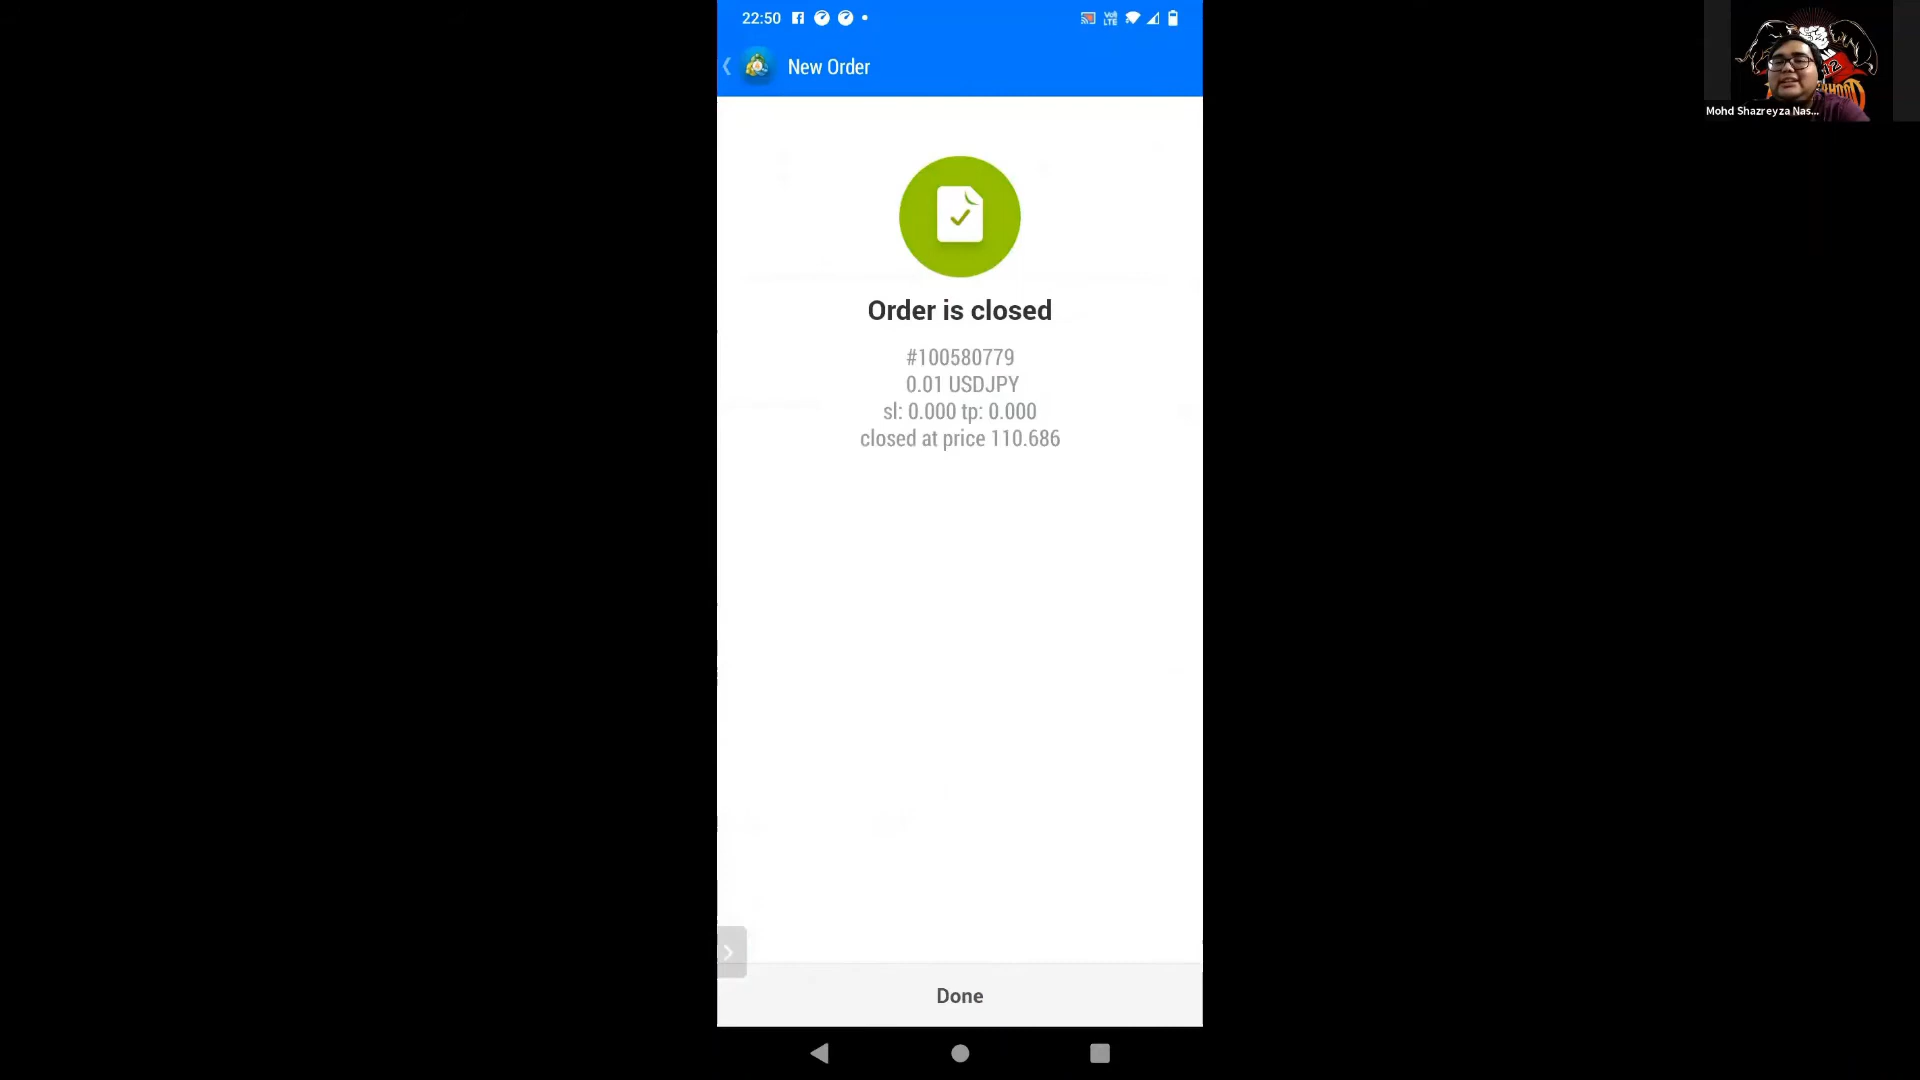 22:50
New Order
Order is closed
#100580779
0.01 USDJPY
sl: 0.000 tp: 0.000
closed at price 110.686
Done
Mohd Shazreyza Nas...